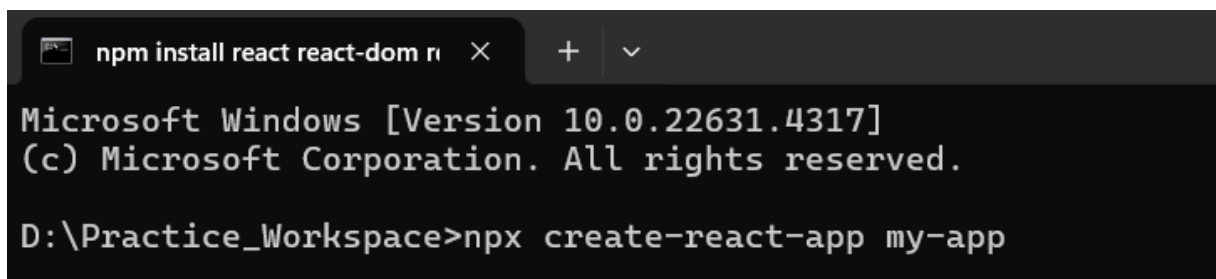 npm install react react-dom r
Microsoft Windows [Version 10.0.22631.4317]
(c) Microsoft Corporation. All rights reserved.
D:\Practice_Workspace>npx create-react-app my-app